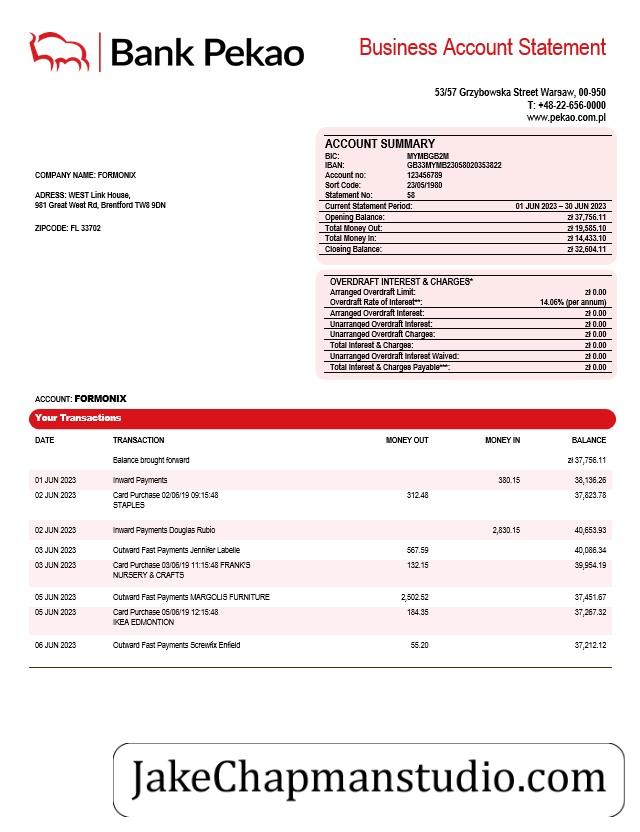 Bank Pekao
Business Account Statement
53/57 Grzybowska Street Warsaw, 00-950
T: +48-22-656-0000
www.pekao.com.pl
COMPANY NAME: FORMONIX
ADRESS: WEST Link House,
981 Great West Rd, Brentford TW8 9DN
ZIPCODE: FL 33702
ACCOUNT SUMMARY
BIC: MYMBGB2M
IBAN: GB33MYMB23058020353822
Account no: 123456789
Sort Code: 23/05/1980
Statement No: 58
Current Statement Period: 01 JUN 2023 – 30 JUN 2023
Opening Balance: zł 37,756.11
Total Money Out: zł 19,585.10
Total Money In: zł 14,433.10
Closing Balance: zł 32,604.11
OVERDRAFT INTEREST & CHARGES*
Arranged Overdraft Limit: zł 0.00
Overdraft Rate of Interest**: 14.06% (per annum)
Arranged Overdraft Interest: zł 0.00
Unarranged Overdraft Interest: zł 0.00
Unarranged Overdraft Charges: zł 0.00
Total Interest & Charges: zł 0.00
Unarranged Overdraft Interest Waived: zł 0.00
Total Interest & Charges Payable***: zł 0.00
ACCOUNT: FORMONIX
Your Transactions
DATE TRANSACTION MONEY OUT MONEY IN BALANCE
Balance brought forward zł 37,756.11
01 JUN 2023 Inward Payments 380.15 38,136.26
02 JUN 2023 Card Purchase 02/06/19 09:15:48 312.48 37,823.78
STAPLES
02 JUN 2023 Inward Payments Douglas Rubio 2,830.15 40,653.93
03 JUN 2023 Outward Fast Payments Jennifer Labelle 567.59 40,086.34
03 JUN 2023 Card Purchase 03/06/19 11:15:48 FRANK'S 132.15 39,954.19
NURSERY & CRAFTS
05 JUN 2023 Outward Fast Payments MARGOLIS FURNITURE 2,502.52 37,451.67
05 JUN 2023 Card Purchase 05/06/19 12:15:48 184.35 37,267.32
IKEA EDMONTION
06 JUN 2023 Outward Fast Payments Screwfix Enfield 55.20 37,212.12
JakeChapmanstudio.com